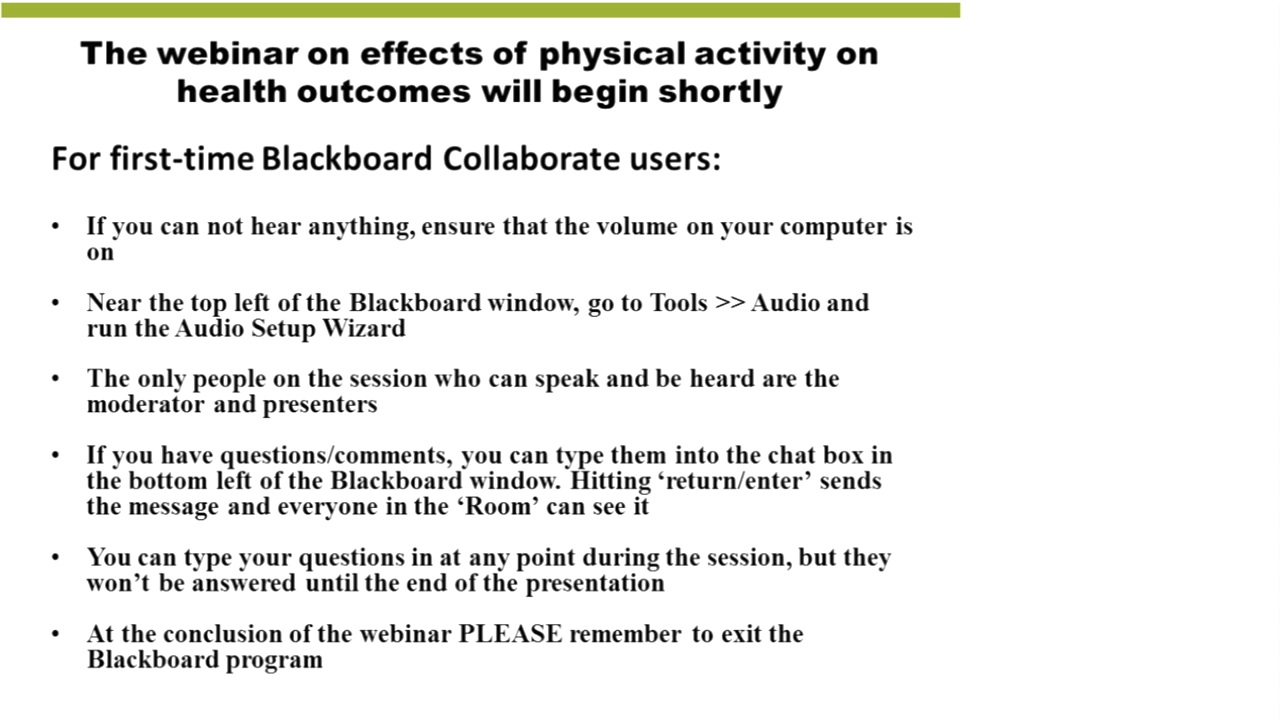 The webinar on effects of physical activity on
health outcomes will begin shortly
For first-time Blackboard Collaborate users:
• If you can not hear anything, ensure that the volume on your computer is
on
• Near the top left of the Blackboard window, go to Tools >> Audio and
run the Audio Setup Wizard
• The only people on the session who can speak and be heard are the
moderator and presenters
• If you have questions/comments, you can type them into the chat box in
the bottom left of the Blackboard window. Hitting ‘return/enter’ sends
the message and everyone in the ‘Room’ can see it
• You can type your questions in at any point during the session, but they
won’t be answered until the end of the presentation
• At the conclusion of the webinar PLEASE remember to exit the
Blackboard program